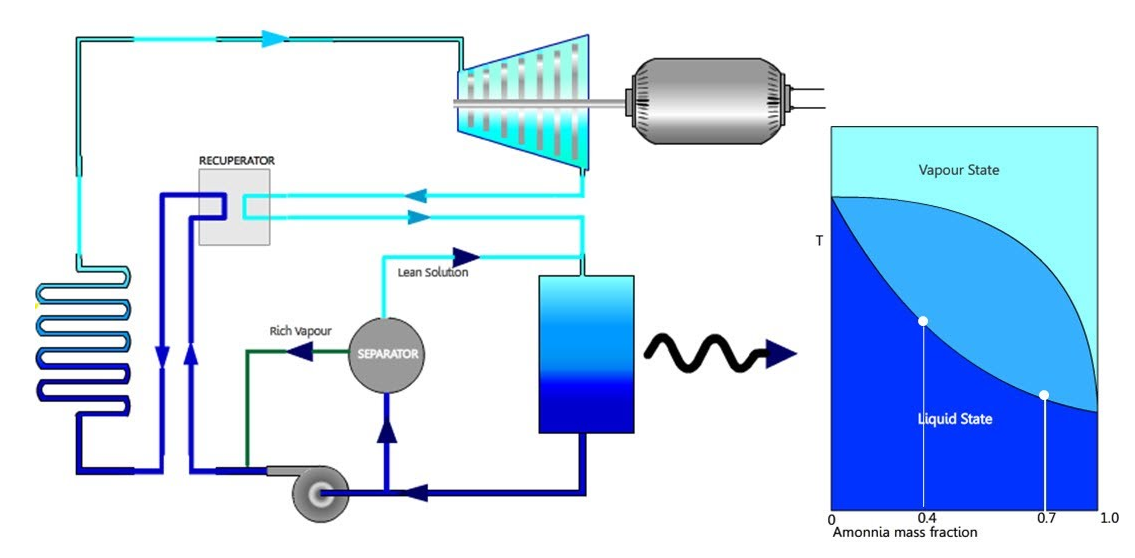 RECUPERATOR
Vapour State
T
Lean Solution
Rich Vapour
SEPARATOR
Liquid State
0
0.4
0.7
1.0
Amonnia mass fraction